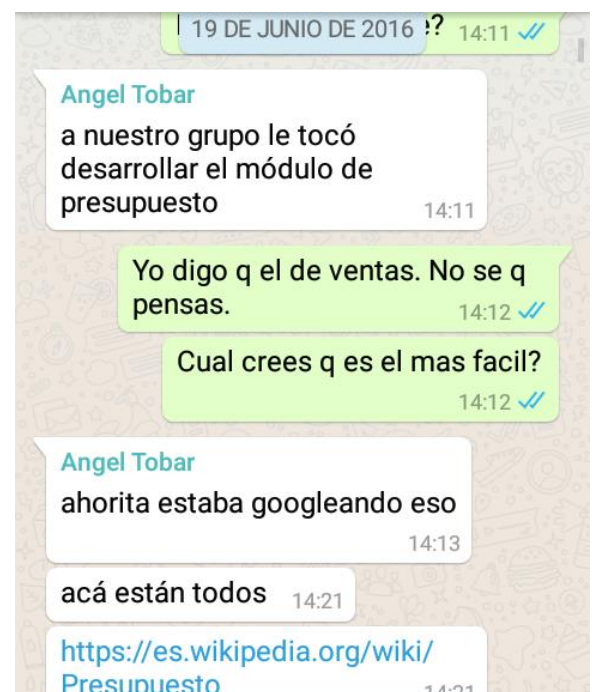 19 DE JUNIO DE 2016 ? 14:11
Angel Tobar
a nuestro grupo le tocó
desarrollar el módulo de
presupuesto
14:11
Yo digo q el de ventas. No se q
pensas.
14:12
Cual crees q es el mas facil?
14:12
Angel Tobar
ahorita estaba googleando eso
14:13
acá están todos 14:21
https://es.wikipedia.org/wiki/
Presupuesto
14:21